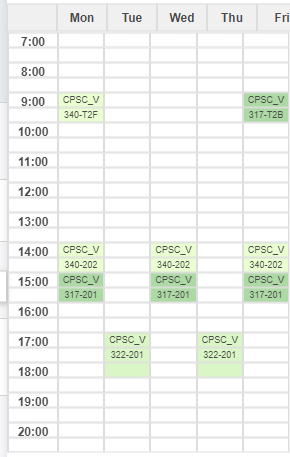 Mon Tue Wed Thu Fri
7:00
8:00
9:00 CPSC_V CPSC_V
340-T2F 317-T2B
10:00
11:00
12:00
13:00
14:00 CPSC_V CPSC_V CPSC_V
340-202 340-202 340-202
15:00 CPSC_V CPSC_V CPSC_V
317-201 317-201 317-201
16:00
17:00 CPSC_V CPSC_V
322-201 322-201
18:00
19:00
20:00